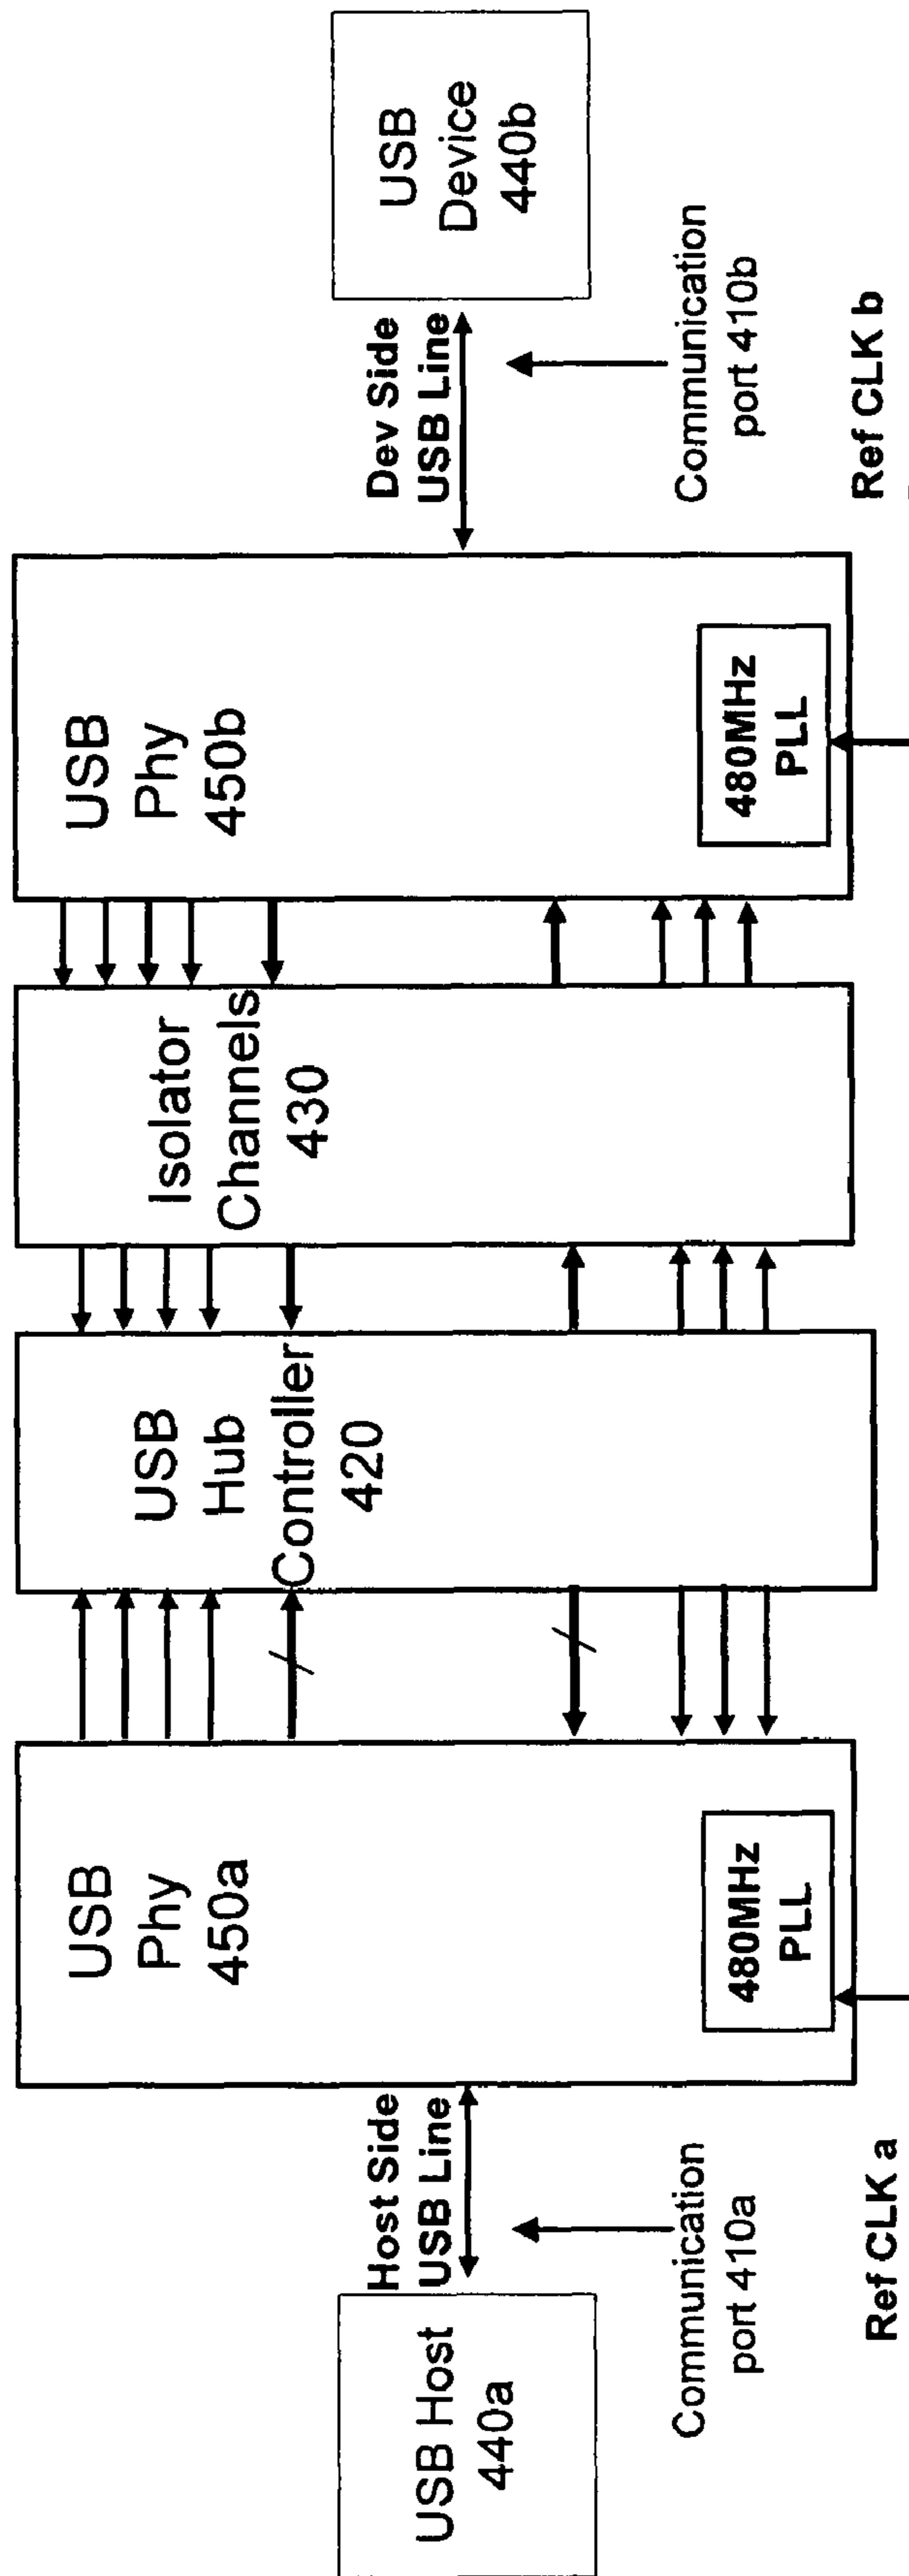 USB Host
440a
Host Side
USB Line
Communication
port 410a
Ref CLK a
USB
Phy
450a
480MHz
PLL
USB
Hub
Controller
420
Isolator
Channels
430
USB
Phy
450b
480MHz
PLL
Dev Side
USB Line
Communication
port 410b
Ref CLK b
USB
Device
440b